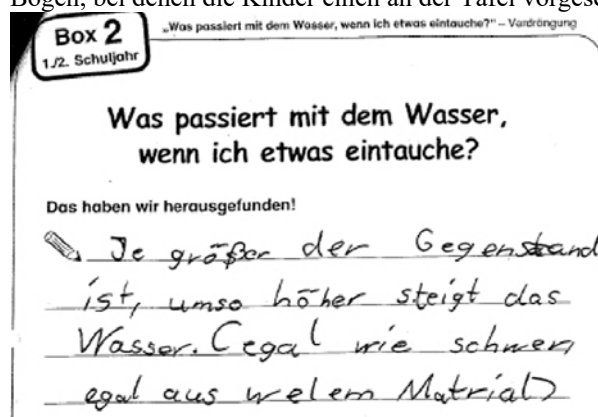 Bögen, bei denen die Kinder einen an der Tafel vorgese
Box 2
1./2. Schuljahr
„Was passiert mit dem Wasser, wenn ich etwas eintauche?" – Verdrängung
Was passiert mit dem Wasser,
wenn ich etwas eintauche?
Das haben wir herausgefunden!
Je größer der Gegenstand
ist, umso höher steigt das
Wasser. (egal wie schwer,
egal aus welem Matrial)